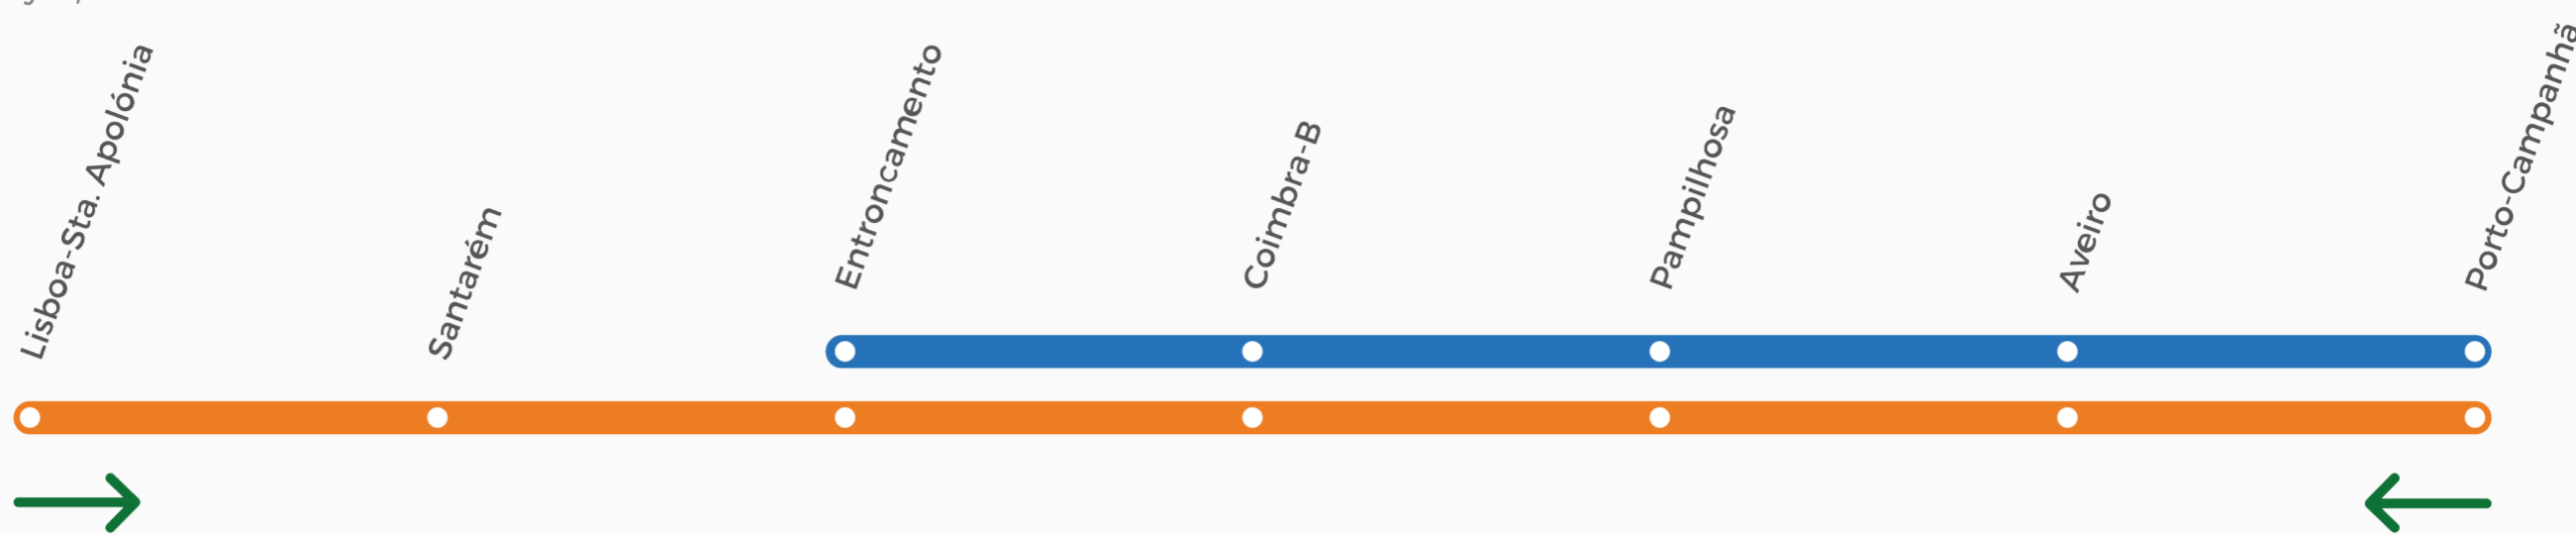 Lisboa-Sta. Apolónia
Santarém
Entroncamento
Coimbra-B
Pampilhosa
Aveiro
Porto-Campanhã